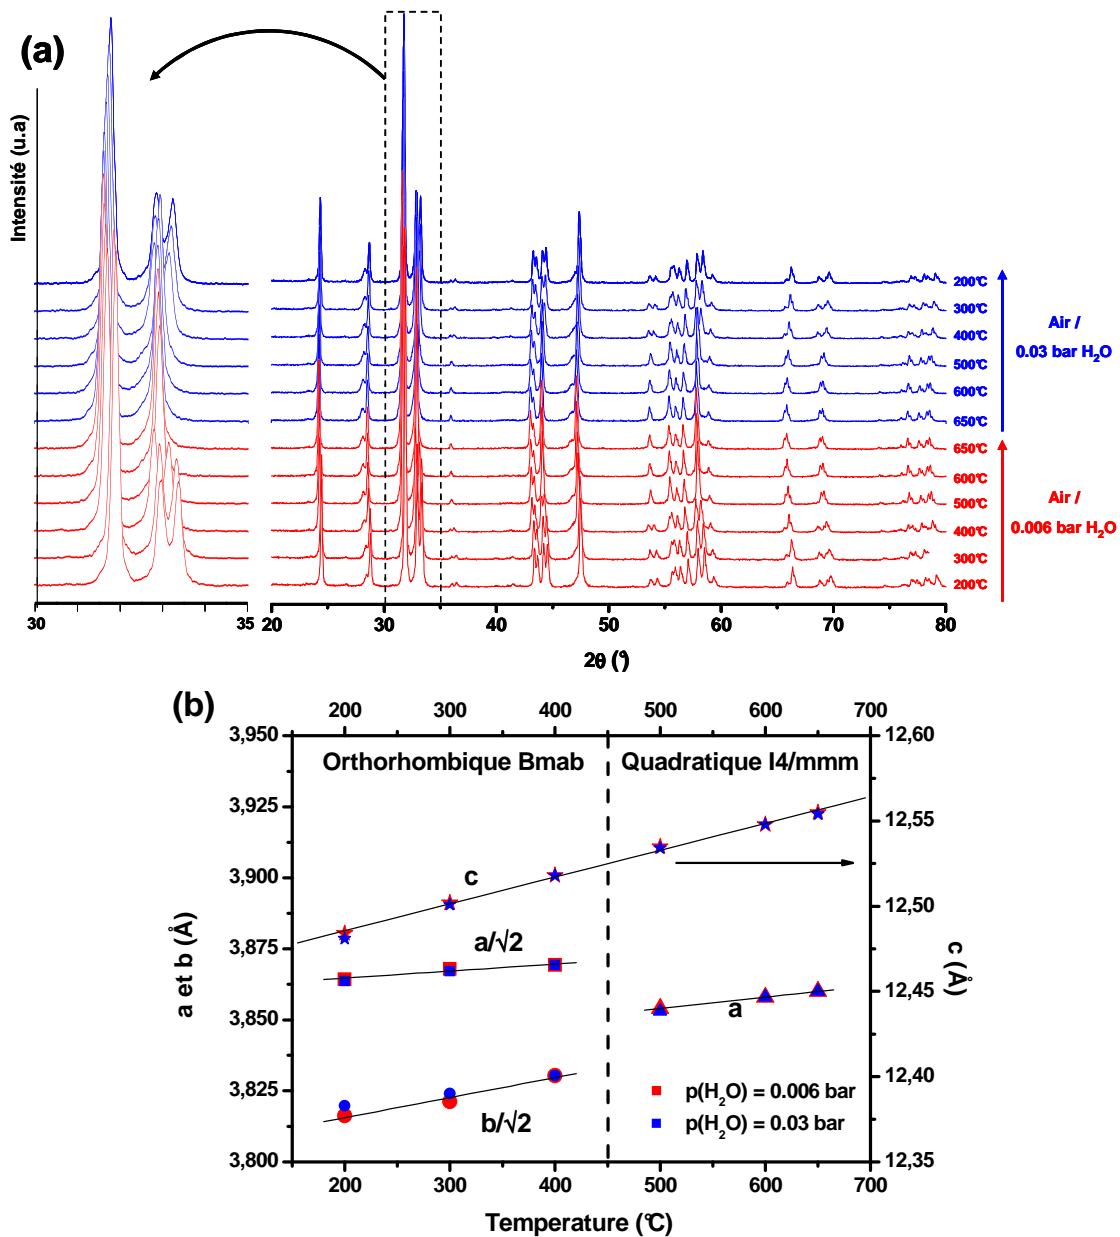 (a)
Intensité (u.a)
200°C
300°C
400°C
500°C
600°C
650°C
650°C
600°C
500°C
400°C
300°C
200°C
Air /
0.03 bar H2O
Air /
0.006 bar H2O
30 35 20 30 40 50 60 70 80
2θ (°)
(b)
200 300 400 500 600 700
3,950 12,60
Orthorhombique Bmab Quadratique I4/mmm
3,925 12,55
3,900 12,50
3,875 12,45
3,850 12,40
3,825 12,35
3,800
c
a/√2
a
b/√2
a et b (Å)
c (Å)
p(H2O) = 0.006 bar
p(H2O) = 0.03 bar
200 300 400 500 600 700
Temperature (°C)